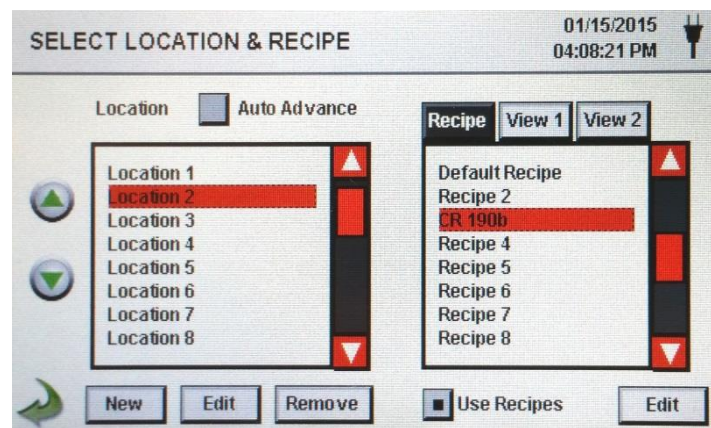 SELECT LOCATION & RECIPE
01/15/2015
04:08:21 PM
Location
Auto Advance
Location 1
Location 2
Location 3
Location 4
Location 5
Location 6
Location 7
Location 8
New
Edit
Remove
Recipe
View 1
View 2
Default Recipe
Recipe 2
CR 190b
Recipe 4
Recipe 5
Recipe 6
Recipe 7
Recipe 8
Use Recipes
Edit